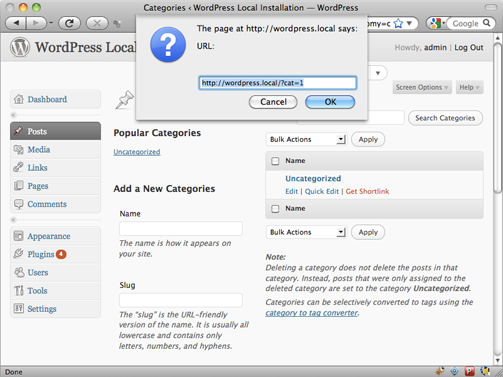 Categories ‹ WordPress Local Installation — WordPress
The page at http://wordpress.local says:
URL:
http://wordpress.local/?cat=1
Cancel
OK
omy=c
Google
WordPress Local
Howdy, admin | Log Out
Screen Options
Help
Search Categories
Dashboard
Posts
Media
Links
Pages
Comments
Appearance
Plugins 4
Users
Tools
Settings
Popular Categories
Uncategorized
Add a New Categories
Name
The name is how it appears on
your site.
Slug
The “slug” is the URL-friendly
version of the name. It is usually all
lowercase and contains only
letters, numbers, and hyphens.
Bulk Actions
Apply
Name
Uncategorized
Edit | Quick Edit | Get Shortlink
Name
Bulk Actions
Apply
Note:
Deleting a category does not delete the posts in that
category. Instead, posts that were only assigned to the
deleted category are set to the category Uncategorized.
Categories can be selectively converted to tags using the
category to tag converter.
Done